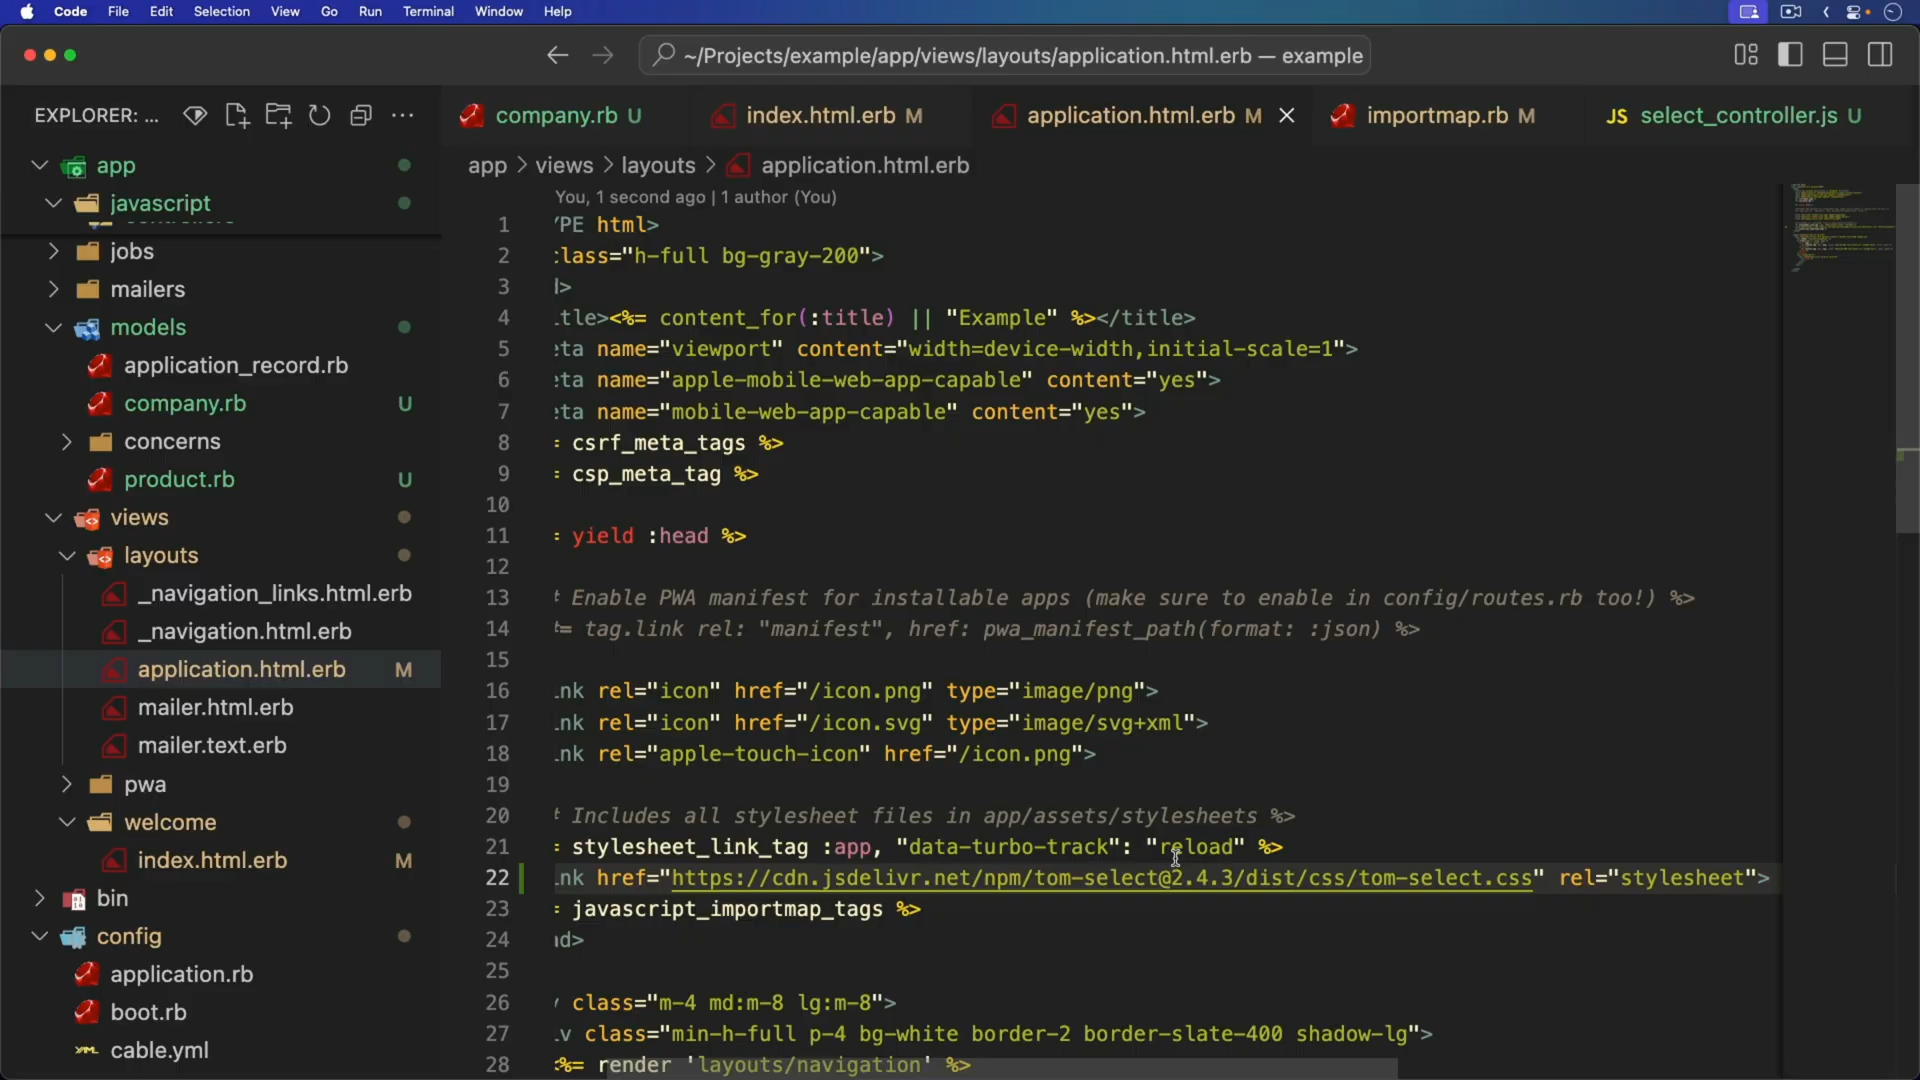 Code File Edit Selection View Go Run Terminal Window Help
~/Projects/example/app/views/layouts/application.html.erb — example
EXPLORER: ...
company.rb U index.html.erb M application.html.erb M importmap.rb M JS select_controller.js U
app > views > layouts > application.html.erb
app
javascript
jobs
mailers
models
application_record.rb
company.rb U
concerns
product.rb U
views
layouts
_navigation_links.html.erb
_navigation.html.erb
application.html.erb M
mailer.html.erb
mailer.text.erb
pwa
welcome
index.html.erb M
bin
config
application.rb
boot.rb
YAML cable.yml
You, 1 second ago | 1 author (You)
1 YPE html>
2 class="h-full bg-gray-200">
3 d>
4 itle><%= content_for(:title) || "Example" %></title>
5 eta name="viewport" content="width=device-width,initial-scale=1">
6 eta name="apple-mobile-web-app-capable" content="yes">
7 eta name="mobile-web-app-capable" content="yes">
8 = csrf_meta_tags %>
9 = csp_meta_tag %>
10
11 = yield :head %>
12
13 # Enable PWA manifest for installable apps (make sure to enable in config/routes.rb too!) %>
14 #= tag.link rel: "manifest", href: pwa_manifest_path(format: :json) %>
15
16 ink rel="icon" href="/icon.png" type="image/png">
17 ink rel="icon" href="/icon.svg" type="image/svg+xml">
18 ink rel="apple-touch-icon" href="/icon.png">
19
20 # Includes all stylesheet files in app/assets/stylesheets %>
21 = stylesheet_link_tag :app, "data-turbo-track": "reload" %>
22 ink href="https://cdn.jsdelivr.net/npm/tom-select@2.4.3/dist/css/tom-select.css" rel="stylesheet">
23 = javascript_importmap_tags %>
24 ad>
25
26 y class="m-4 md:m-8 lg:m-8">
27 iv class="min-h-full p-4 bg-white border-2 border-slate-400 shadow-lg">
28 <%= render 'layouts/navigation' %>